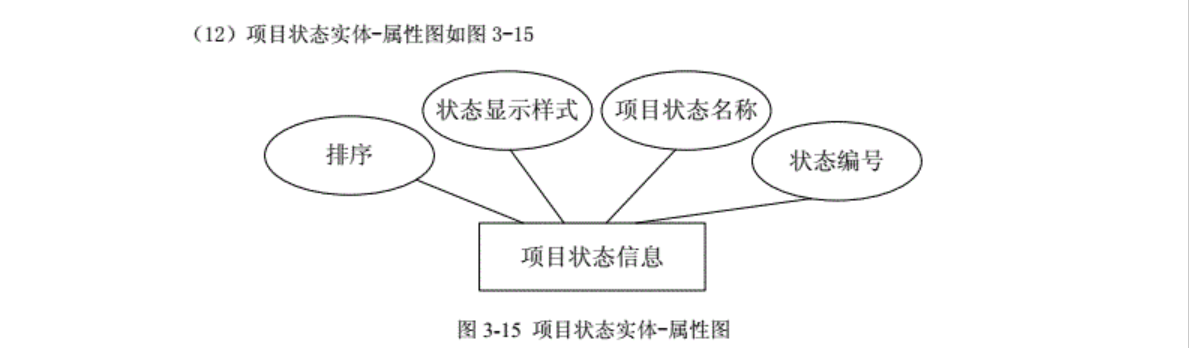 （12）项目状态实体-属性图如图 3-15
状态显示样式
项目状态名称
排序
状态编号
项目状态信息
图 3-15 项目状态实体-属性图